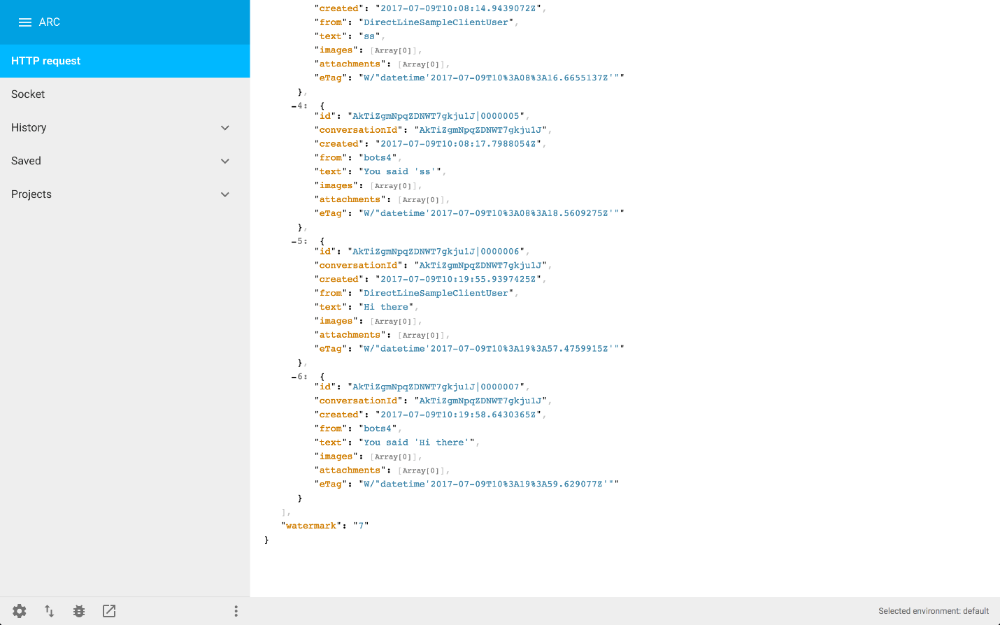 ARC
HTTP request
Socket
History
Saved
Projects
"created": "2017-07-09T10:08:14.9439072Z",
"from": "DirectLineSampleClientUser",
"text": "ss",
"images": [Array[0]],
"attachments": [Array[0]],
"eTag": "W/"datetime'2017-07-09T10%3A08%3A16.6655137Z'""
},
−4: {
"id": "AkTiZgmNpqZDNWT7gkju1J|0000005",
"conversationId": "AkTiZgmNpqZDNWT7gkju1J",
"created": "2017-07-09T10:08:17.7988054Z",
"from": "bots4",
"text": "You said 'ss'",
"images": [Array[0]],
"attachments": [Array[0]],
"eTag": "W/"datetime'2017-07-09T10%3A08%3A18.5609275Z'""
},
−5: {
"id": "AkTiZgmNpqZDNWT7gkju1J|0000006",
"conversationId": "AkTiZgmNpqZDNWT7gkju1J",
"created": "2017-07-09T10:19:55.9397425Z",
"from": "DirectLineSampleClientUser",
"text": "Hi there",
"images": [Array[0]],
"attachments": [Array[0]],
"eTag": "W/"datetime'2017-07-09T10%3A19%3A57.4759915Z'""
},
−6: {
"id": "AkTiZgmNpqZDNWT7gkju1J|0000007",
"conversationId": "AkTiZgmNpqZDNWT7gkju1J",
"created": "2017-07-09T10:19:58.6430365Z",
"from": "bots4",
"text": "You said 'Hi there'",
"images": [Array[0]],
"attachments": [Array[0]],
"eTag": "W/"datetime'2017-07-09T10%3A19%3A59.629077Z'""
}
],
"watermark": "7"
}
Selected environment: default